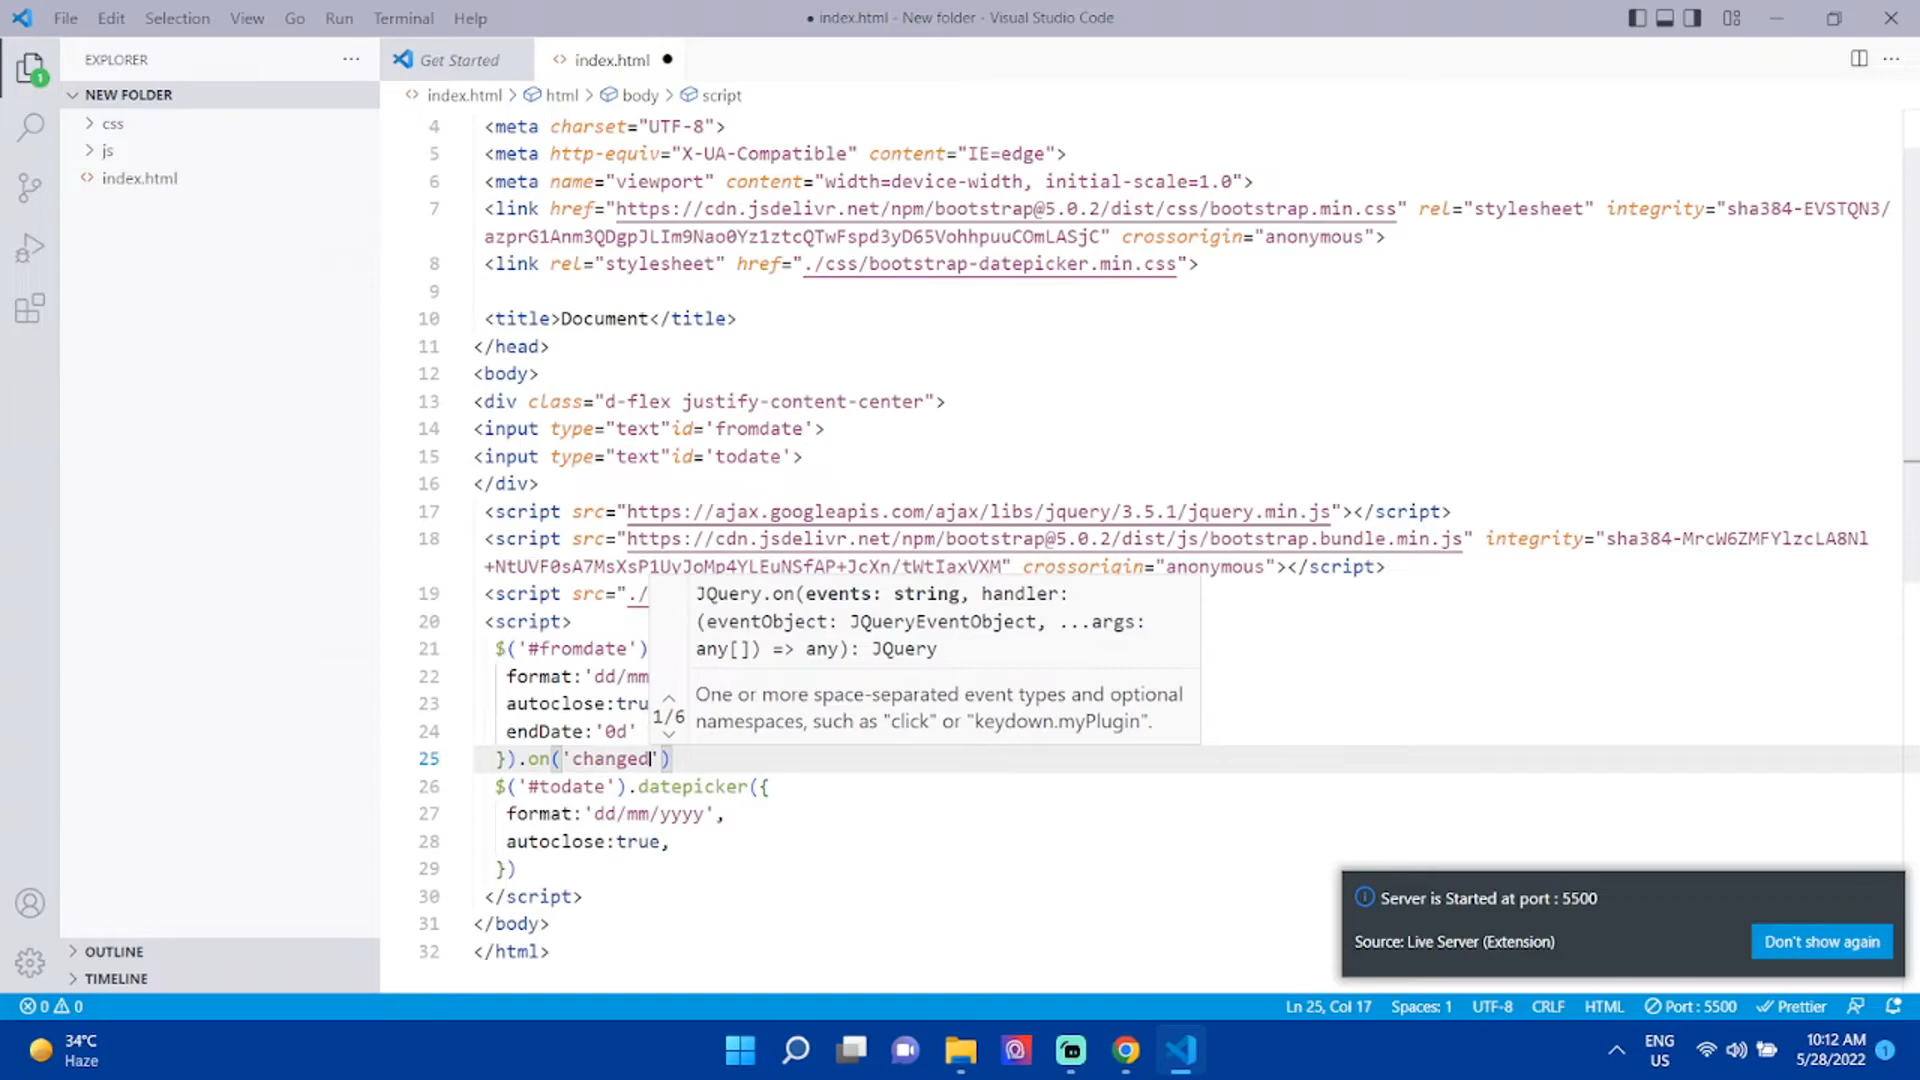 File Edit Selection View Go Run Terminal Help
● index.html - New folder - Visual Studio Code
EXPLORER
Get Started
index.html
NEW FOLDER
index.html > html > body > script
css
js
index.html
4 <meta charset="UTF-8">
5 <meta http-equiv="X-UA-Compatible" content="IE=edge">
6 <meta name="viewport" content="width=device-width, initial-scale=1.0">
7 <link href="https://cdn.jsdelivr.net/npm/bootstrap@5.0.2/dist/css/bootstrap.min.css" rel="stylesheet" integrity="sha384-EVSTQN3/
azprG1Anm3QDgpJLIm9Nao0Yz1ztcQTwFspd3yD65VohhpuuCOmLASjC" crossorigin="anonymous">
8 <link rel="stylesheet" href="./css/bootstrap-datepicker.min.css">
9
10 <title>Document</title>
11 </head>
12 <body>
13 <div class="d-flex justify-content-center">
14 <input type="text"id='fromdate'>
15 <input type="text"id='todate'>
16 </div>
17 <script src="https://ajax.googleapis.com/ajax/libs/jquery/3.5.1/jquery.min.js"></script>
18 <script src="https://cdn.jsdelivr.net/npm/bootstrap@5.0.2/dist/js/bootstrap.bundle.min.js" integrity="sha384-MrcW6ZMFYlzcLA8Nl
+NtUVF0sA7MsXsP1UyJoMp4YLEuNSfAP+JcXn/tWtIaxVXM" crossorigin="anonymous"></script>
19 <script src="./
20 <script>
21 $('#fromdate')
22 format:'dd/mm
23 autoclose:tru
24 endDate:'0d'
25 }).on('changed')
26 $('#todate').datepicker({
27 format:'dd/mm/yyyy',
28 autoclose:true,
29 })
30 </script>
31 </body>
32 </html>
JQuery.on(events: string, handler:
(eventObject: JQueryEventObject, ...args:
any[]) => any): JQuery
1/6
One or more space-separated event types and optional
namespaces, such as "click" or "keydown.myPlugin".
OUTLINE
TIMELINE
Server is Started at port : 5500
Source: Live Server (Extension)
Don't show again
0 0
Ln 25, Col 17 Spaces: 1 UTF-8 CRLF HTML Port : 5500 Prettier
34°C
Haze
ENG
US
10:12 AM
5/28/2022
1
1